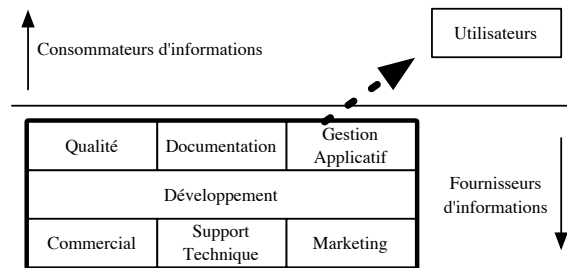 Utilisateurs
Consommateurs d'informations
Qualité
Documentation
Gestion
Applicatif
Développement
Fournisseurs
d'informations
Commercial
Support
Technique
Marketing